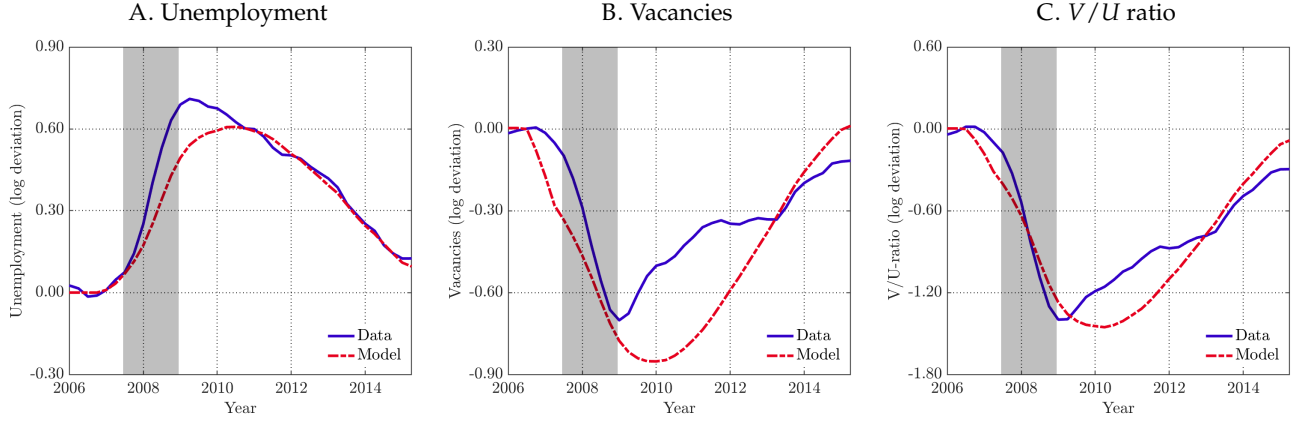 A. Unemployment
0.90
0.60
0.30
0.00
-0.30
Unemployment (log deviation)
Data
Model
2006 2008 2010 2012 2014
Year
B. Vacancies
0.30
0.00
-0.30
-0.60
-0.90
Vacancies (log deviation)
Data
Model
2006 2008 2010 2012 2014
Year
C. V/U ratio
0.60
0.00
-0.60
-1.20
-1.80
V/U-ratio (log deviation)
Data
Model
2006 2008 2010 2012 2014
Year